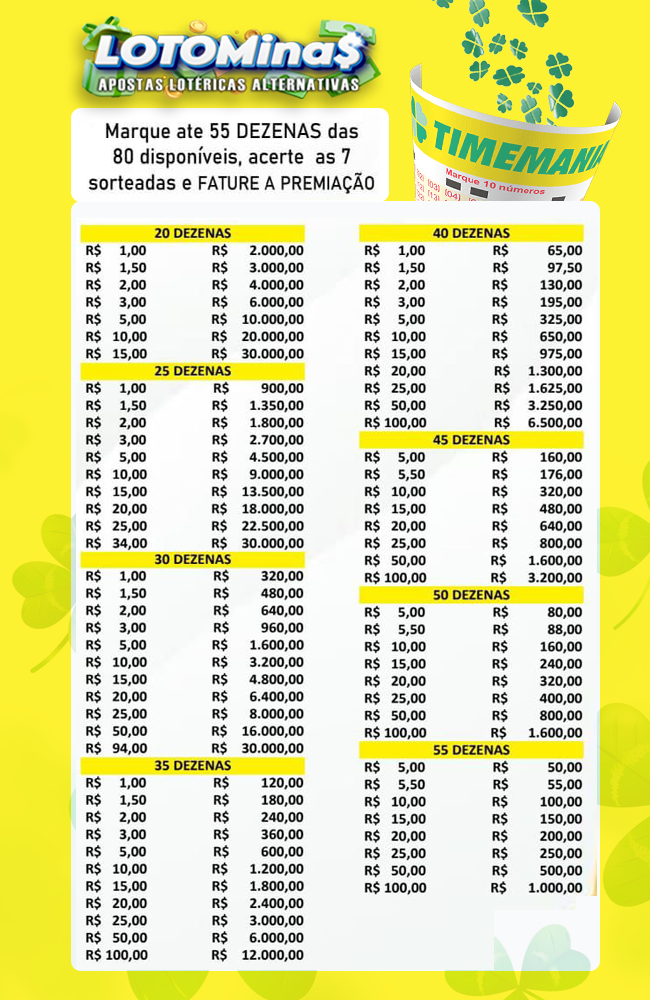 LOTOMina$
APOSTAS LOTÉRICAS ALTERNATIVAS
Marque ate 55 DEZENAS das
80 disponíveis, acerte as 7
sorteadas e FATURE A PREMIAÇÃO
TIMEMANIA
Marque 10 números
20 DEZENAS
R$ 1,00 R$ 2.000,00
R$ 1,50 R$ 3.000,00
R$ 2,00 R$ 4.000,00
R$ 3,00 R$ 6.000,00
R$ 5,00 R$ 10.000,00
R$ 10,00 R$ 20.000,00
R$ 15,00 R$ 30.000,00
25 DEZENAS
R$ 1,00 R$ 900,00
R$ 1,50 R$ 1.350,00
R$ 2,00 R$ 1.800,00
R$ 3,00 R$ 2.700,00
R$ 5,00 R$ 4.500,00
R$ 10,00 R$ 9.000,00
R$ 15,00 R$ 13.500,00
R$ 20,00 R$ 18.000,00
R$ 25,00 R$ 22.500,00
R$ 34,00 R$ 30.000,00
30 DEZENAS
R$ 1,00 R$ 320,00
R$ 1,50 R$ 480,00
R$ 2,00 R$ 640,00
R$ 3,00 R$ 960,00
R$ 5,00 R$ 1.600,00
R$ 10,00 R$ 3.200,00
R$ 15,00 R$ 4.800,00
R$ 20,00 R$ 6.400,00
R$ 25,00 R$ 8.000,00
R$ 50,00 R$ 16.000,00
R$ 94,00 R$ 30.000,00
35 DEZENAS
R$ 1,00 R$ 120,00
R$ 1,50 R$ 180,00
R$ 2,00 R$ 240,00
R$ 3,00 R$ 360,00
R$ 5,00 R$ 600,00
R$ 10,00 R$ 1.200,00
R$ 15,00 R$ 1.800,00
R$ 20,00 R$ 2.400,00
R$ 25,00 R$ 3.000,00
R$ 50,00 R$ 6.000,00
R$ 100,00 R$ 12.000,00
40 DEZENAS
R$ 1,00 R$ 65,00
R$ 1,50 R$ 97,50
R$ 2,00 R$ 130,00
R$ 3,00 R$ 195,00
R$ 5,00 R$ 325,00
R$ 10,00 R$ 650,00
R$ 15,00 R$ 975,00
R$ 20,00 R$ 1.300,00
R$ 25,00 R$ 1.625,00
R$ 50,00 R$ 3.250,00
R$ 100,00 R$ 6.500,00
45 DEZENAS
R$ 5,00 R$ 160,00
R$ 5,50 R$ 176,00
R$ 10,00 R$ 320,00
R$ 15,00 R$ 480,00
R$ 20,00 R$ 640,00
R$ 25,00 R$ 800,00
R$ 50,00 R$ 1.600,00
R$ 100,00 R$ 3.200,00
50 DEZENAS
R$ 5,00 R$ 80,00
R$ 5,50 R$ 88,00
R$ 10,00 R$ 160,00
R$ 15,00 R$ 240,00
R$ 20,00 R$ 320,00
R$ 25,00 R$ 400,00
R$ 50,00 R$ 800,00
R$ 100,00 R$ 1.600,00
55 DEZENAS
R$ 5,00 R$ 50,00
R$ 5,50 R$ 55,00
R$ 10,00 R$ 100,00
R$ 15,00 R$ 150,00
R$ 20,00 R$ 200,00
R$ 25,00 R$ 250,00
R$ 50,00 R$ 500,00
R$ 100,00 R$ 1.000,00